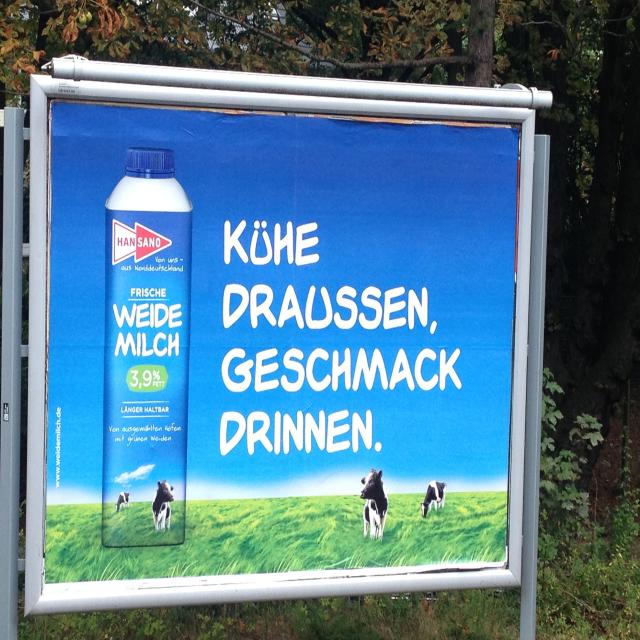 HANSANO
Von uns –
aus Norddeutschland
FRISCHE
WEIDE
MILCH
3,9% FETT
LÄNGER HALTBAR
Von ausgewählten Höfen
mit grünen Weiden
KÜHE
DRAUSSEN,
GESCHMACK
DRINNEN.
www.weidemilch.de